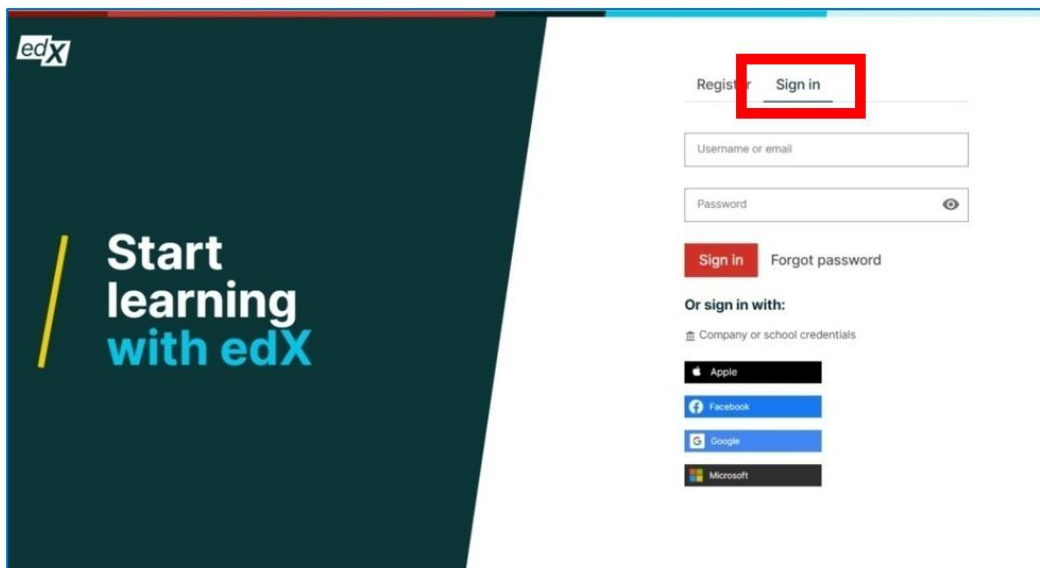 edX
Register Sign in
Username or email
Password
Start
learning
with edX
Sign in Forgot password
Or sign in with:
Company or school credentials
Apple
Facebook
Google
Microsoft